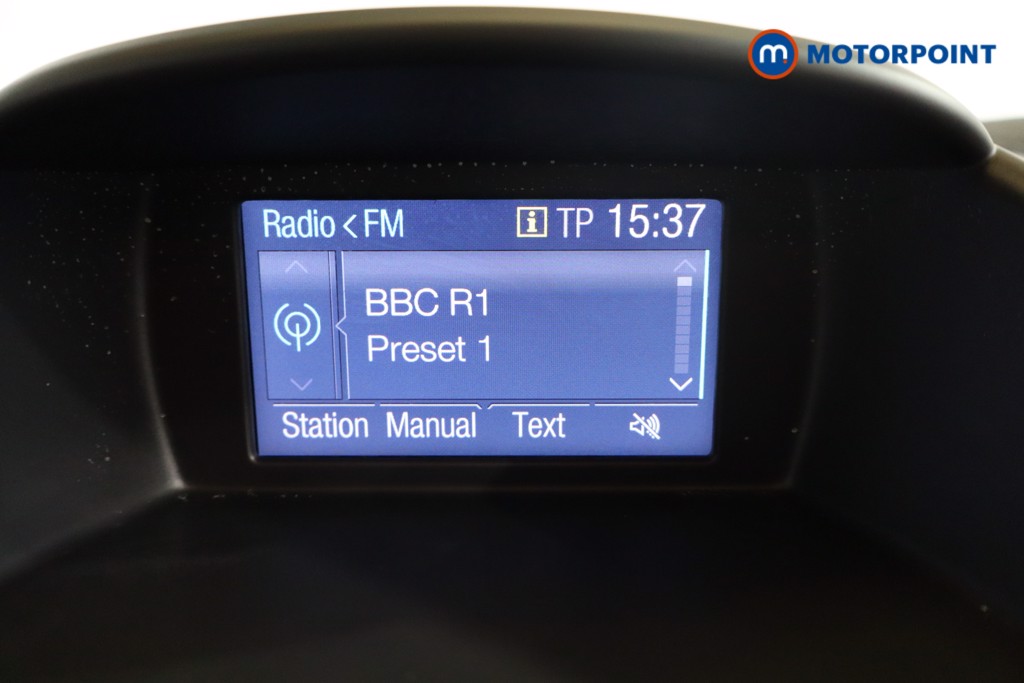 MOTORPOINT
Radio < FM i TP 15:37
BBC R1
Preset 1
Station Manual Text